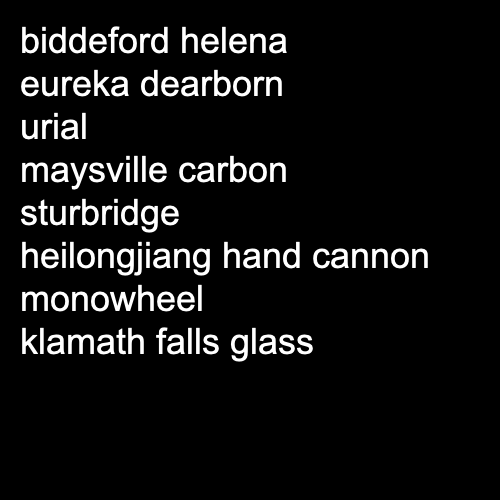 biddeford helena
eureka dearborn
urial
maysville carbon
sturbridge
heilongjiang hand cannon
monowheel
klamath falls glass